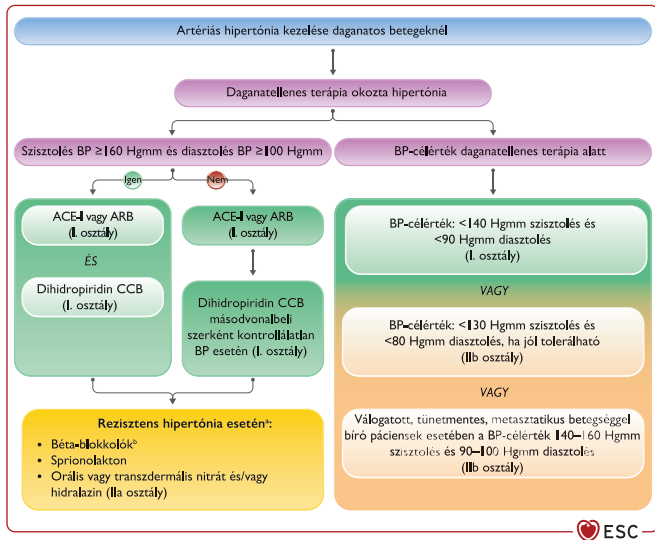 Artériás hipertónia kezelése daganatos betegeknél
Daganatellenes terápia okozta hipertónia
Szisztolés BP ≥160 Hgmm és diasztolés BP ≥100 Hgmm
BP-célérték daganatellenes terápia alatt
Igen
Nem
ACE-I vagy ARB
(I. osztály)
ÉS
Dihidropiridin CCB
(I. osztály)
ACE-I vagy ARB
(I. osztály)
Dihidropiridin CCB
másodvonalbeli
szerként kontrollálatlan
BP esetén (I. osztály)
Rezisztens hipertónia eseténᵃ:
• Béta-blokkolókᵇ
• Sprionolakton
• Orális vagy transzdermális nitrát és/vagy
hidralazin (IIa osztály)
BP-célérték: <140 Hgmm szisztolés és
<90 Hgmm diasztolés
(I. osztály)
VAGY
BP-célérték: <130 Hgmm szisztolés és
<80 Hgmm diasztolés, ha jól tolerálható
(IIb osztály)
VAGY
Válogatott, tünetmentes, metasztatikus betegséggel
bíró páciensek esetében a BP-célérték 140–160 Hgmm
szisztolés és 90–100 Hgmm diasztolés
(IIb osztály)
ESC